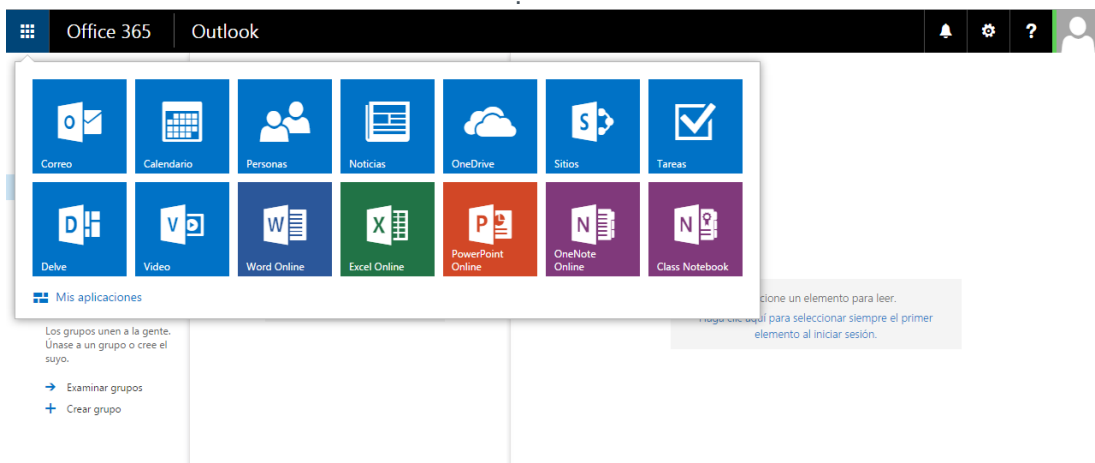 Office 365 Outlook ?
Correo Calendario Personas Noticias OneDrive Sitios Tareas
Delve Video Word Online Excel Online PowerPoint Online OneNote Online Class Notebook
Mis aplicaciones
Los grupos unen a la gente.
Únase a un grupo o cree el
suyo.
Examinar grupos
Crear grupo
cione un elemento para leer.
Haga clic aquí para seleccionar siempre el primer
elemento al iniciar sesión.